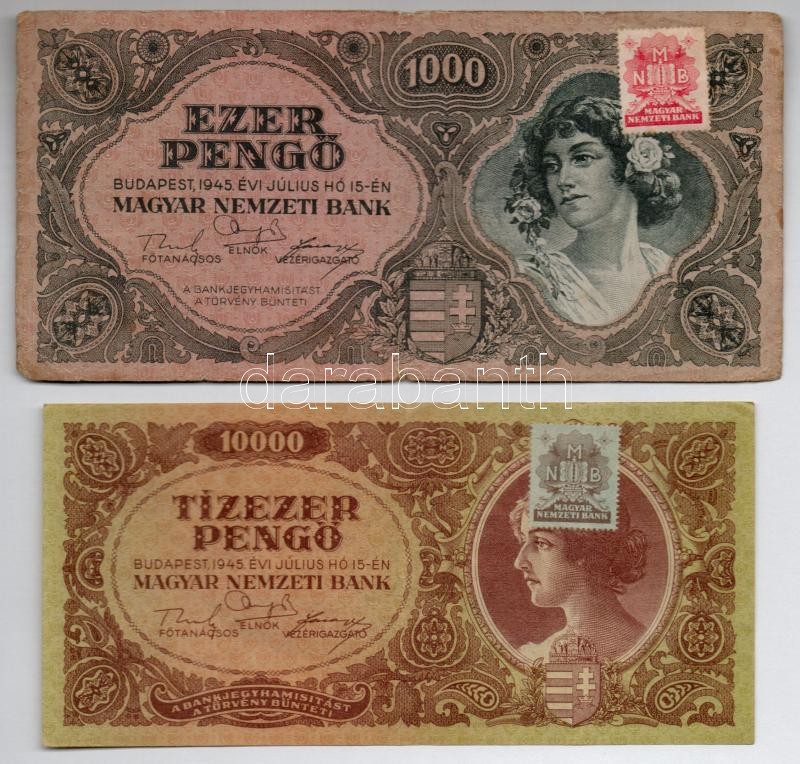 1000
M
N B
MAGYAR
NEMZETI BANK
EZER
PENGŐ
BUDAPEST, 1945. ÉVI JÚLIUS HÓ 15-ÉN
MAGYAR NEMZETI BANK
FŐTANÁCSOS ELNÖK VEZÉRIGAZGATÓ
A BANKJEGYHAMISITÁST
A TÖRVÉNY BÜNTETI
darabanth
10000
M
N B
MAGYAR
NEMZETI BANK
TÍZEZER
PENGŐ
BUDAPEST, 1945. ÉVI JÚLIUS HÓ 15-ÉN
MAGYAR NEMZETI BANK
FŐTANÁCSOS ELNÖK VEZÉRIGAZGATÓ
A BANKJEGYHAMISITÁST
A TÖRVÉNY BÜNTETI